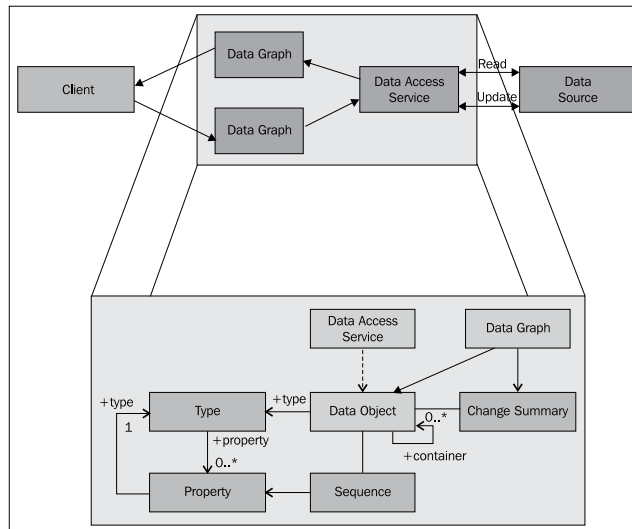 Data Graph
Client
Data Access
Service
Read
Update
Data
Source
Data Graph
Data Access
Service
Data Graph
+type
1
Type
+type
Data Object
0..*
Change Summary
+property
0..*
+container
Property
Sequence